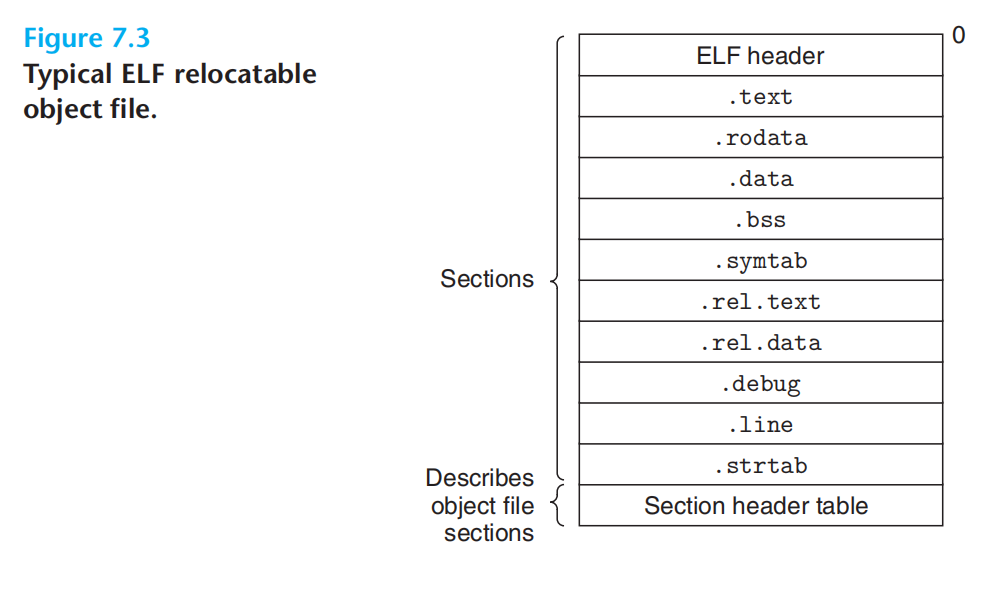 Figure 7.3
Typical ELF relocatable
object file.
0
ELF header
.text
.rodata
.data
.bss
.symtab
.rel.text
.rel.data
.debug
.line
.strtab
Section header table
Sections
Describes
object file
sections